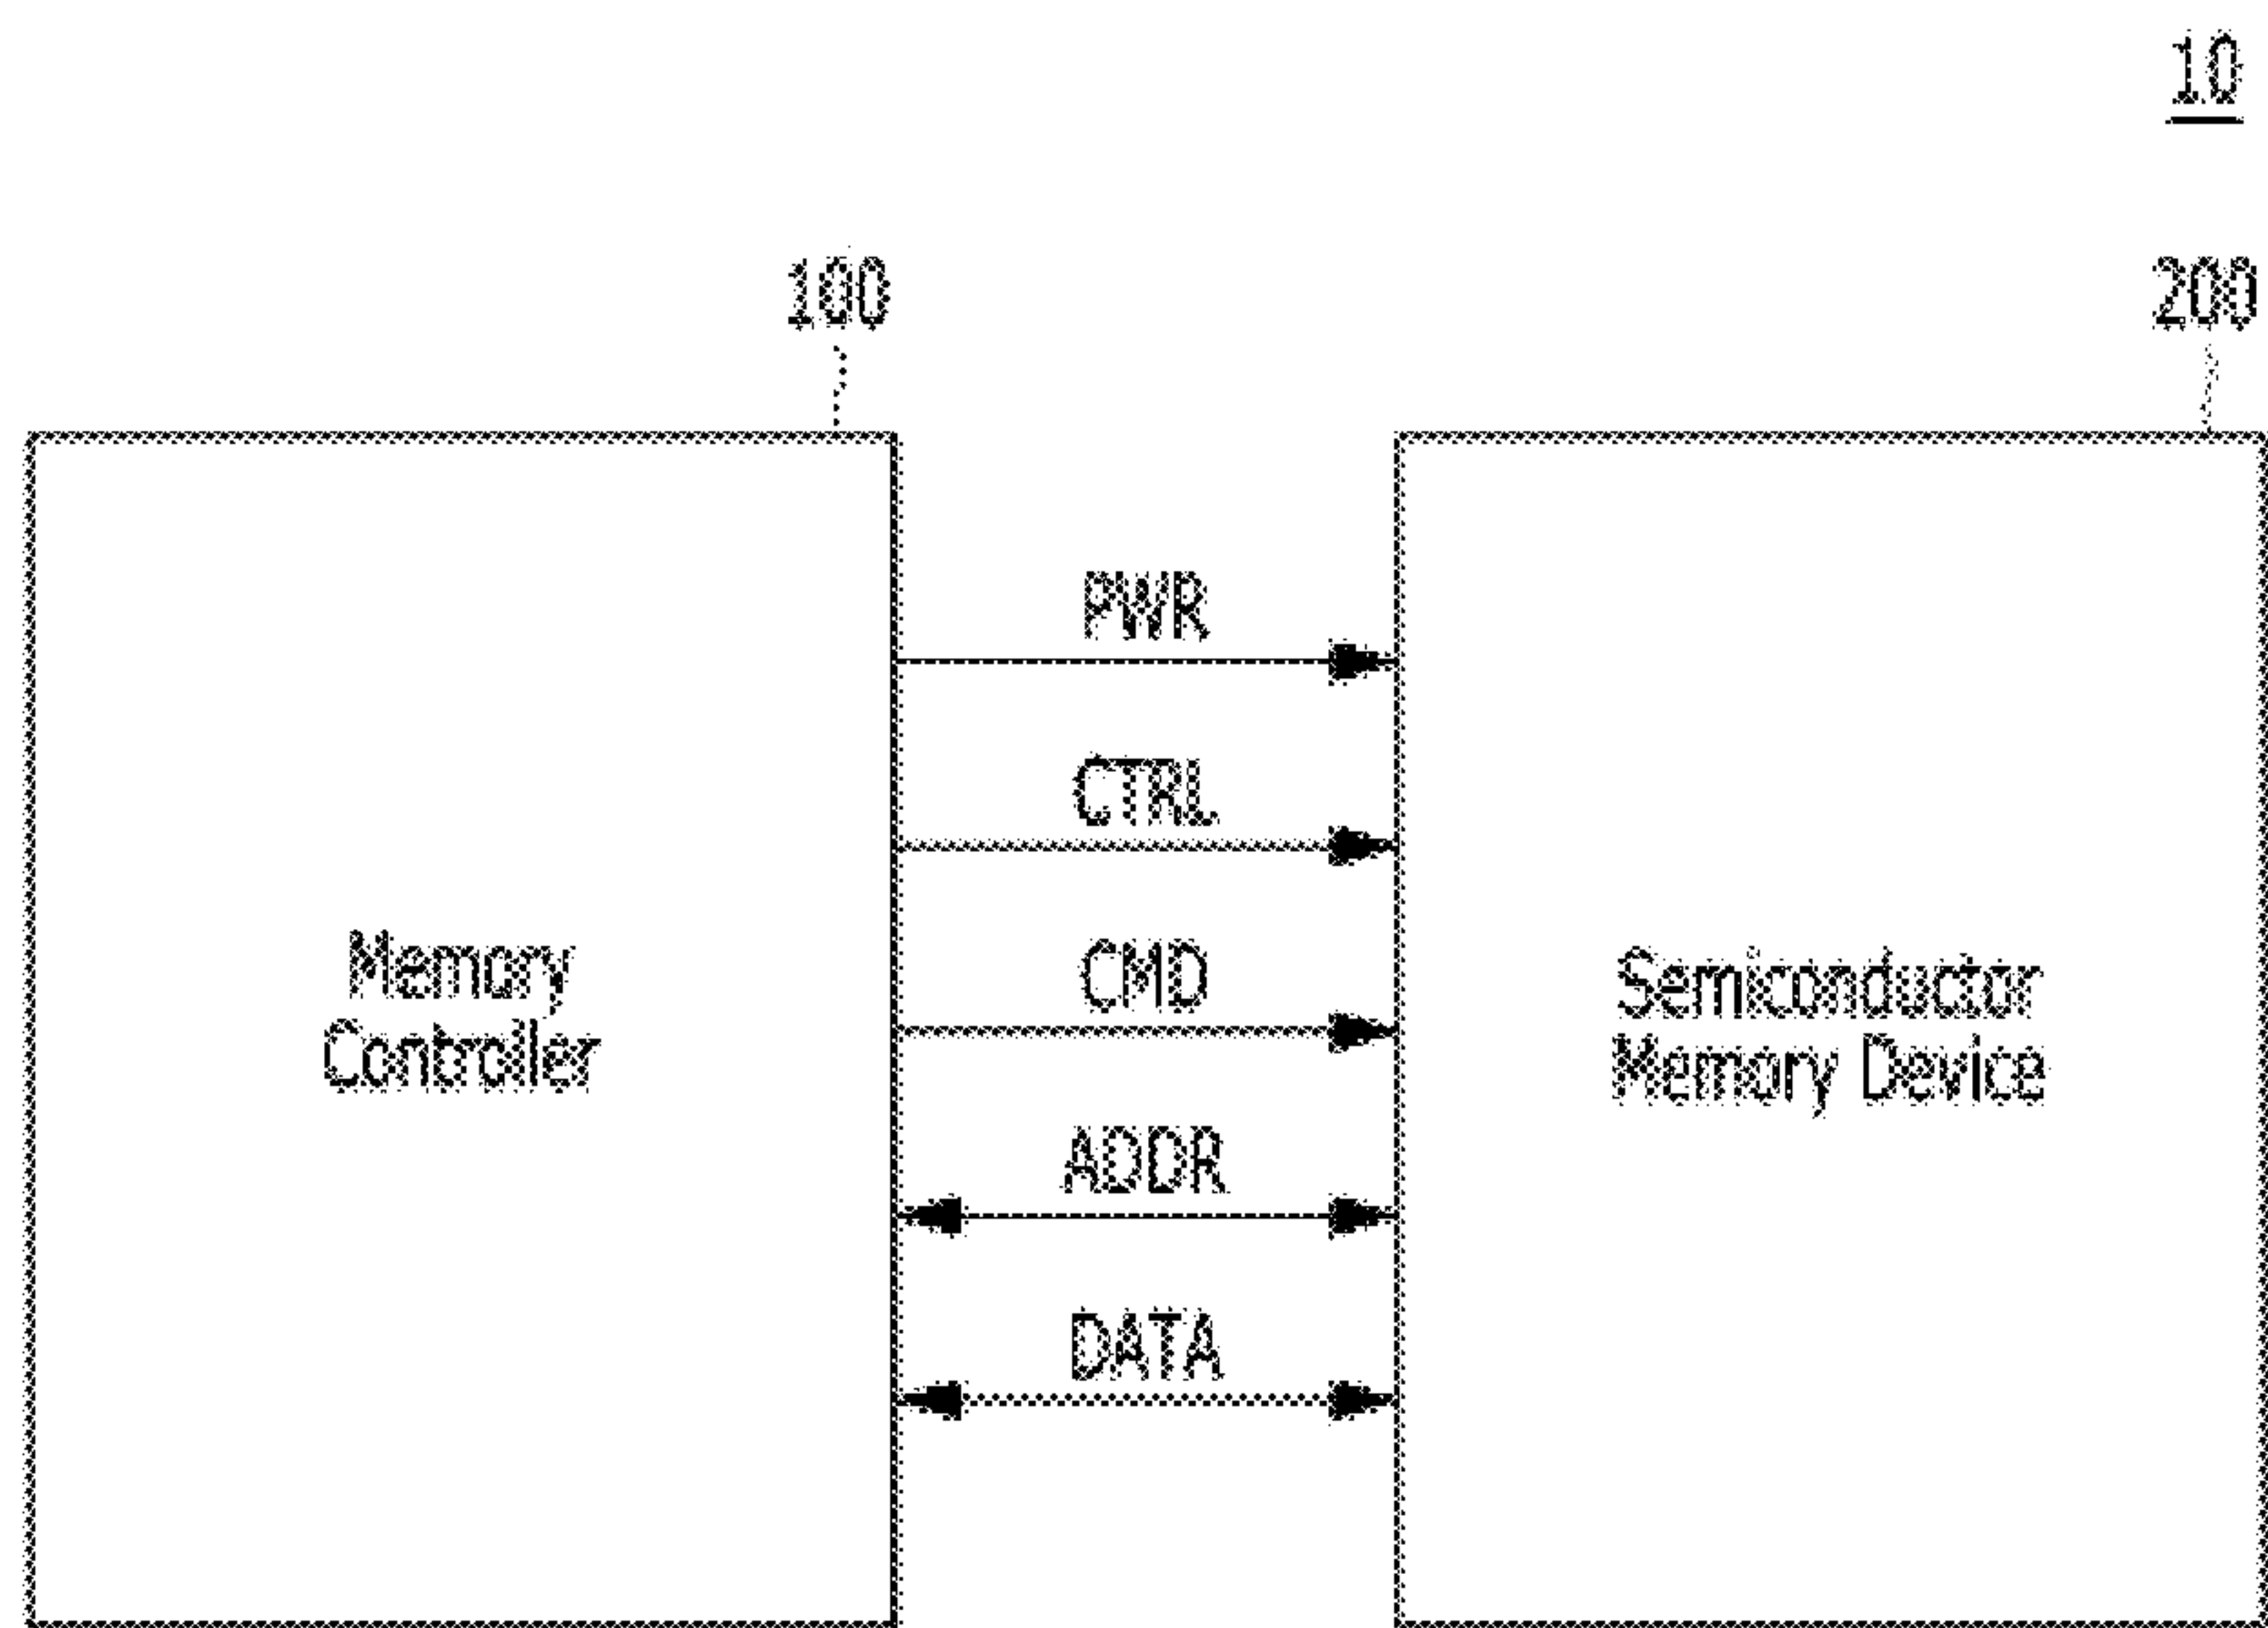 10
100
200
PWR
CTRL
CMD
ADDR
DATA
Memory
Controller
Semiconductor
Memory Device